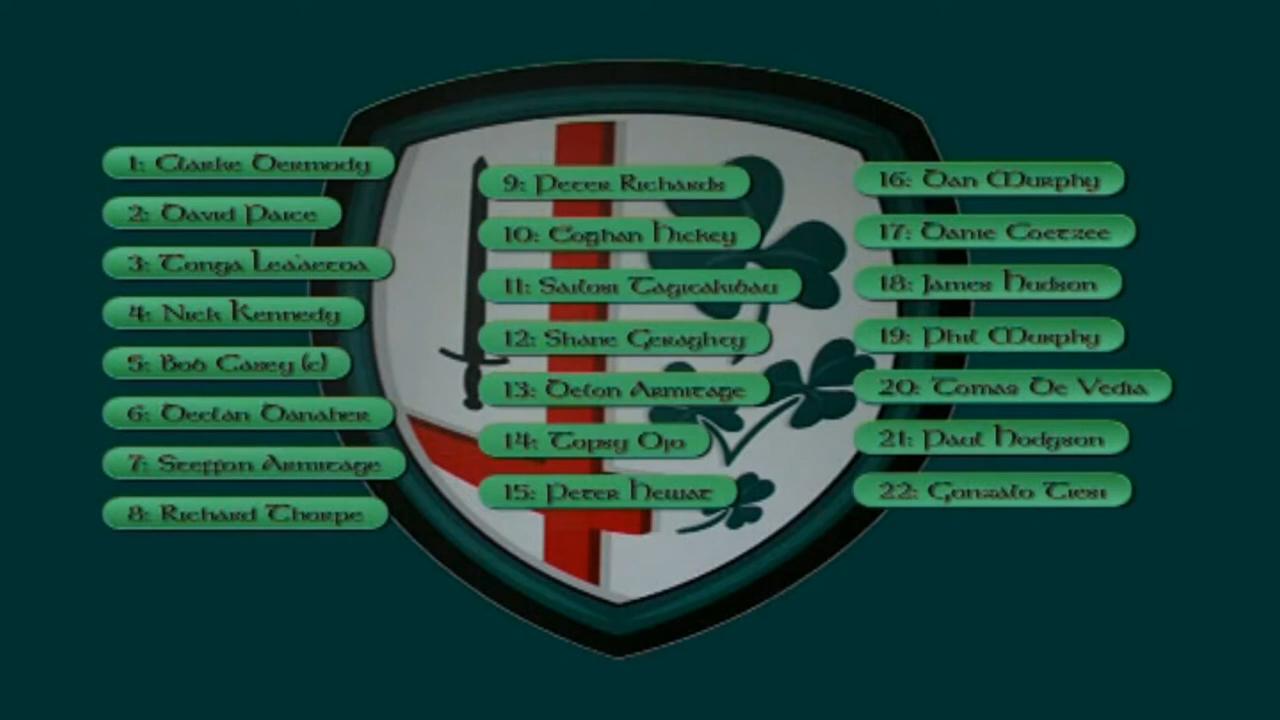 1: Clarke Dermody
2: David Paice
3: Tonga Lea'aetoa
4: Nick Kennedy
5: Bob Casey (c)
6: Declan Danaher
7: Steffon Armitage
8: Richard Thorpe
9: Peter Richards
10: Eoghan Hickey
11: Sailosi Tagicakibau
12: Shane Geraghty
13: Delon Armitage
14: Topsy Ojo
15: Peter Hewat
16: Dan Murphy
17: Danie Coetzee
18: James Hudson
19: Phil Murphy
20: Tomas De Vedia
21: Paul Hodgson
22: Gonzalo Tiesi